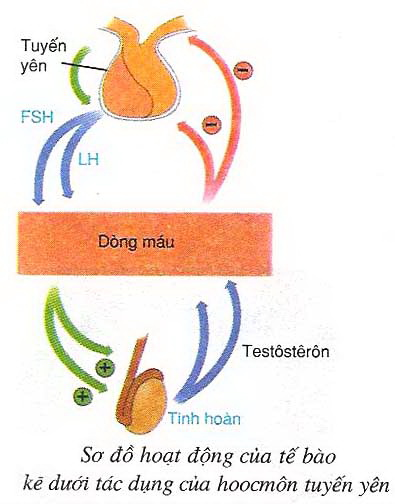 Tuyến
yên
FSH
LH
Dòng máu
Testôstêrôn
Tinh hoàn
Sơ đồ hoạt động của tế bào
kẽ dưới tác dụng của hoocmôn tuyến yên